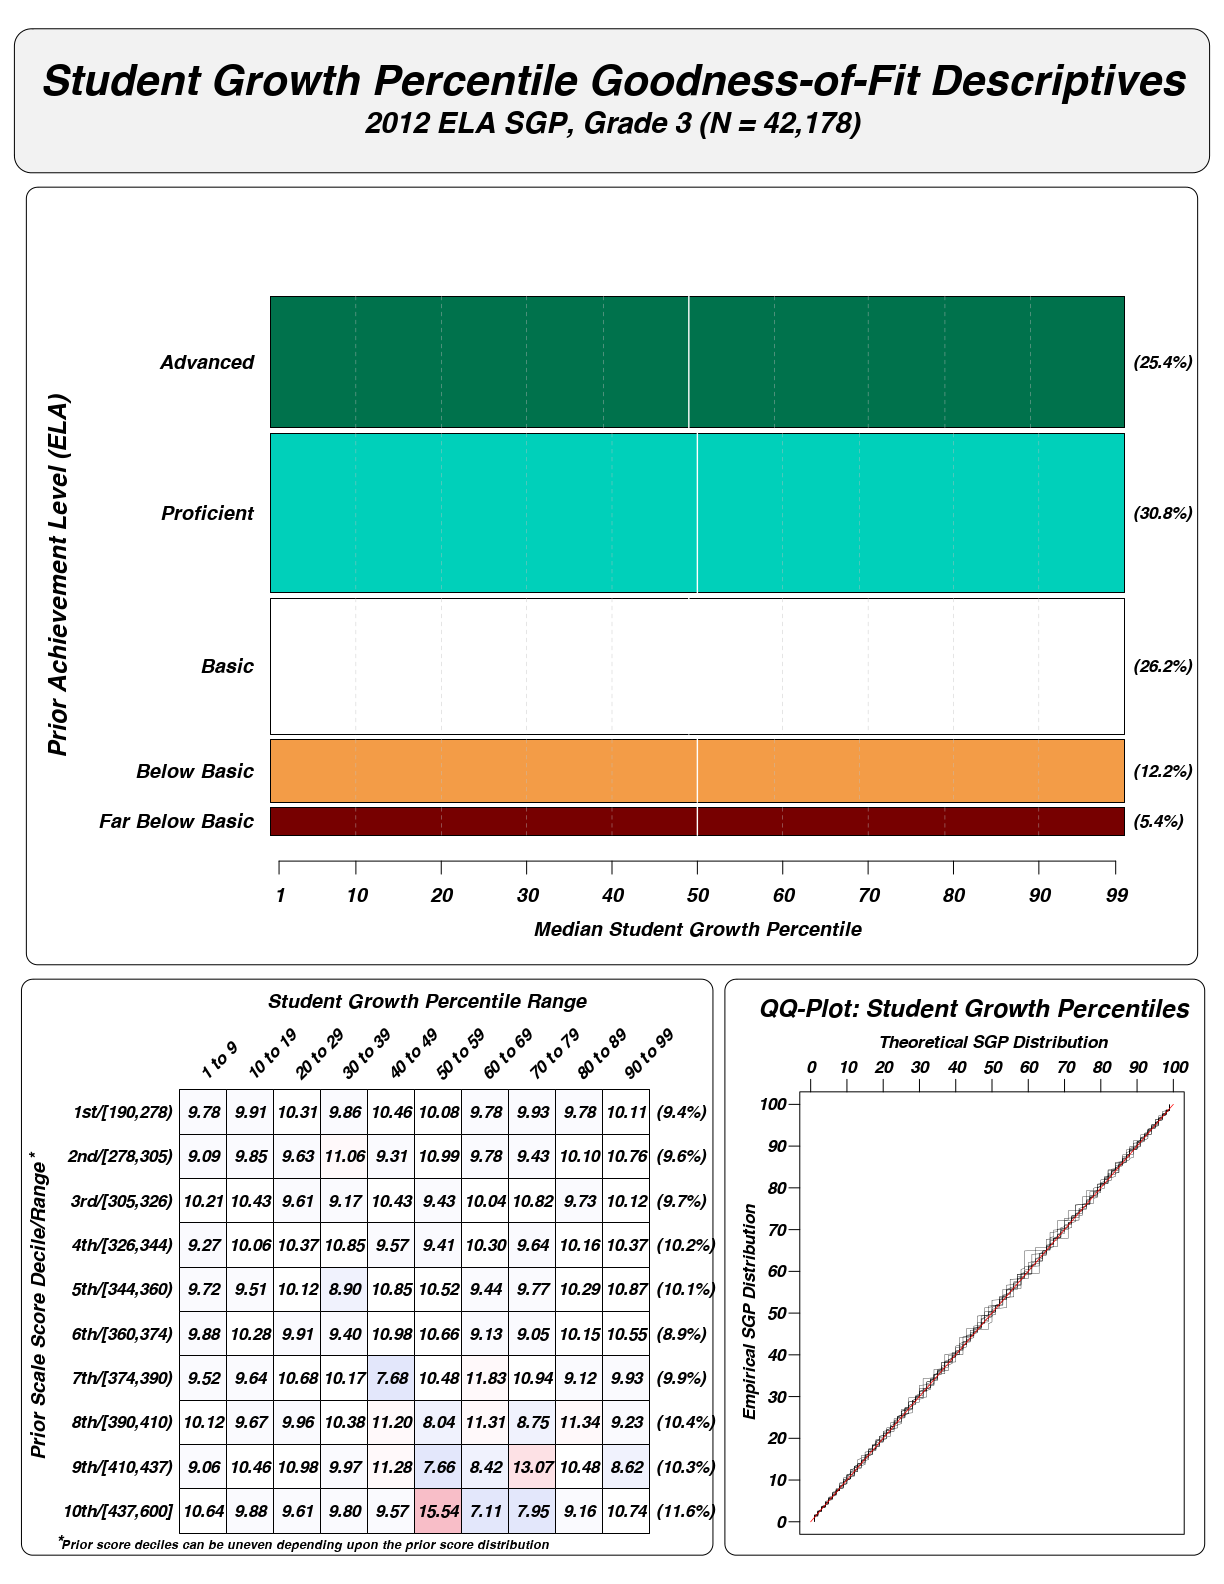 Student Growth Percentile Goodness-of-Fit Descriptives
2012 ELA SGP, Grade 3 (N = 42,178)
Prior Achievement Level (ELA)
Advanced (25.4%)
Proficient (30.8%)
Basic (26.2%)
Below Basic (12.2%)
Far Below Basic (5.4%)
1 10 20 30 40 50 60 70 80 90 99
Median Student Growth Percentile
Student Growth Percentile Range
1 to 9 10 to 19 20 to 29 30 to 39 40 to 49 50 to 59 60 to 69 70 to 79 80 to 89 90 to 99
Prior Scale Score Decile/Range*
1st/[190,278) 9.78 9.91 10.31 9.86 10.46 10.08 9.78 9.93 9.78 10.11 (9.4%)
2nd/[278,305) 9.09 9.85 9.63 11.06 9.31 10.99 9.78 9.43 10.10 10.76 (9.6%)
3rd/[305,326) 10.21 10.43 9.61 9.17 10.43 9.43 10.04 10.82 9.73 10.12 (9.7%)
4th/[326,344) 9.27 10.06 10.37 10.85 9.57 9.41 10.30 9.64 10.16 10.37 (10.2%)
5th/[344,360) 9.72 9.51 10.12 8.90 10.85 10.52 9.44 9.77 10.29 10.87 (10.1%)
6th/[360,374) 9.88 10.28 9.91 9.40 10.98 10.66 9.13 9.05 10.15 10.55 (8.9%)
7th/[374,390) 9.52 9.64 10.68 10.17 7.68 10.48 11.83 10.94 9.12 9.93 (9.9%)
8th/[390,410) 10.12 9.67 9.96 10.38 11.20 8.04 11.31 8.75 11.34 9.23 (10.4%)
9th/[410,437) 9.06 10.46 10.98 9.97 11.28 7.66 8.42 13.07 10.48 8.62 (10.3%)
10th/[437,600] 10.64 9.88 9.61 9.80 9.57 15.54 7.11 7.95 9.16 10.74 (11.6%)
*Prior score deciles can be uneven depending upon the prior score distribution
QQ-Plot: Student Growth Percentiles
Theoretical SGP Distribution
0 10 20 30 40 50 60 70 80 90 100
Empirical SGP Distribution
100
90
80
70
60
50
40
30
20
10
0